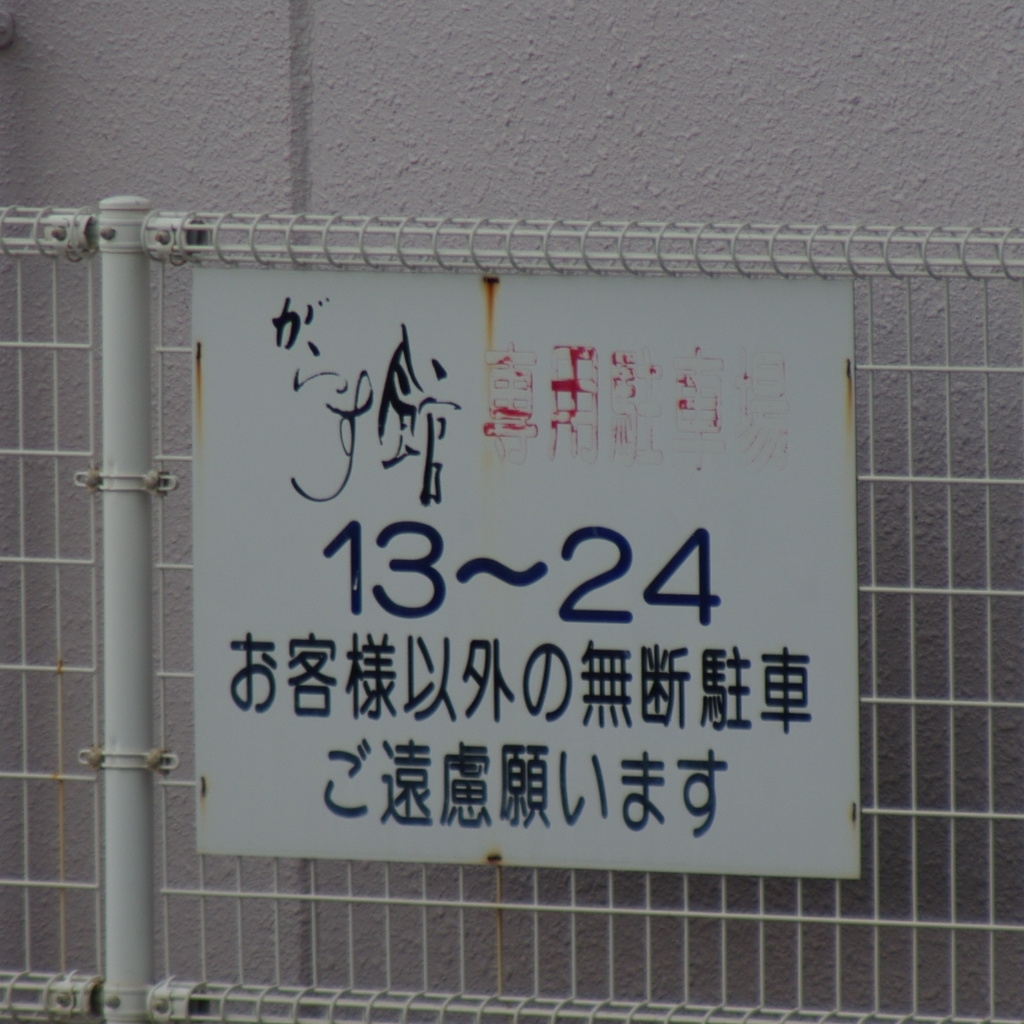 がらす館 専用駐車場
13～24
お客様以外の無断駐車
ご遠慮願います